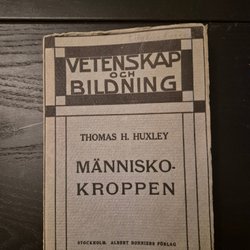 VETENSKAP
OCH
BILDNING
THOMAS H. HUXLEY
MÄNNISKO-
KROPPEN
STOCKHOLM. ALBERT BONNIERS FÖRLAG